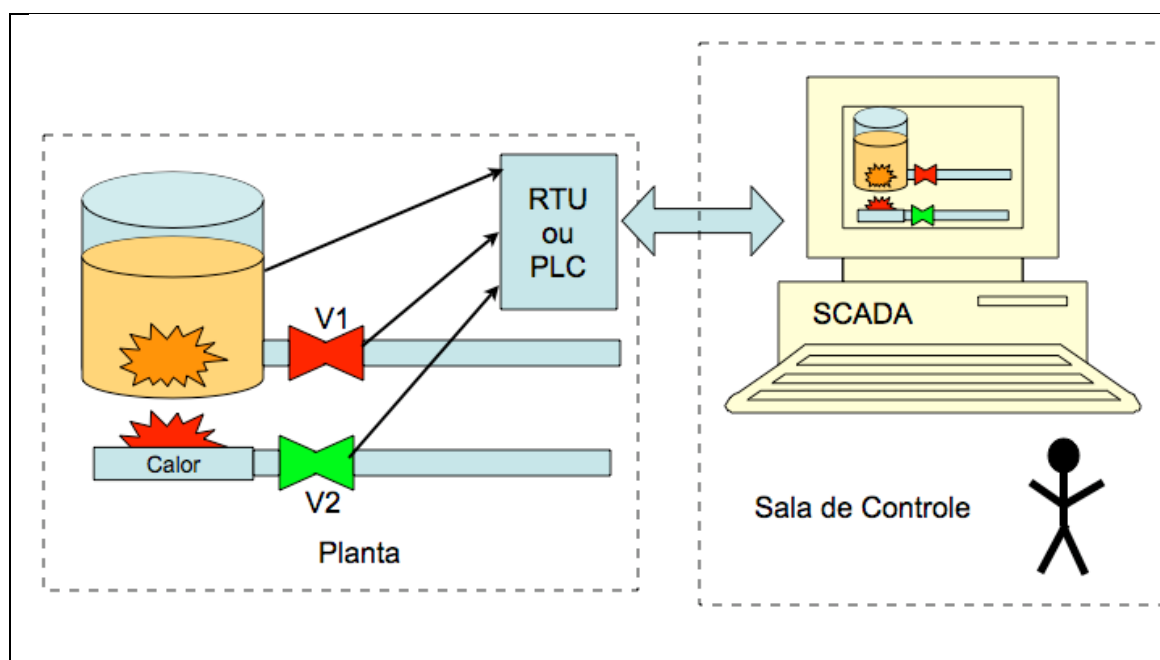 RTU
ou
PLC
V1
Calor
V2
Planta
SCADA
Sala de Controle